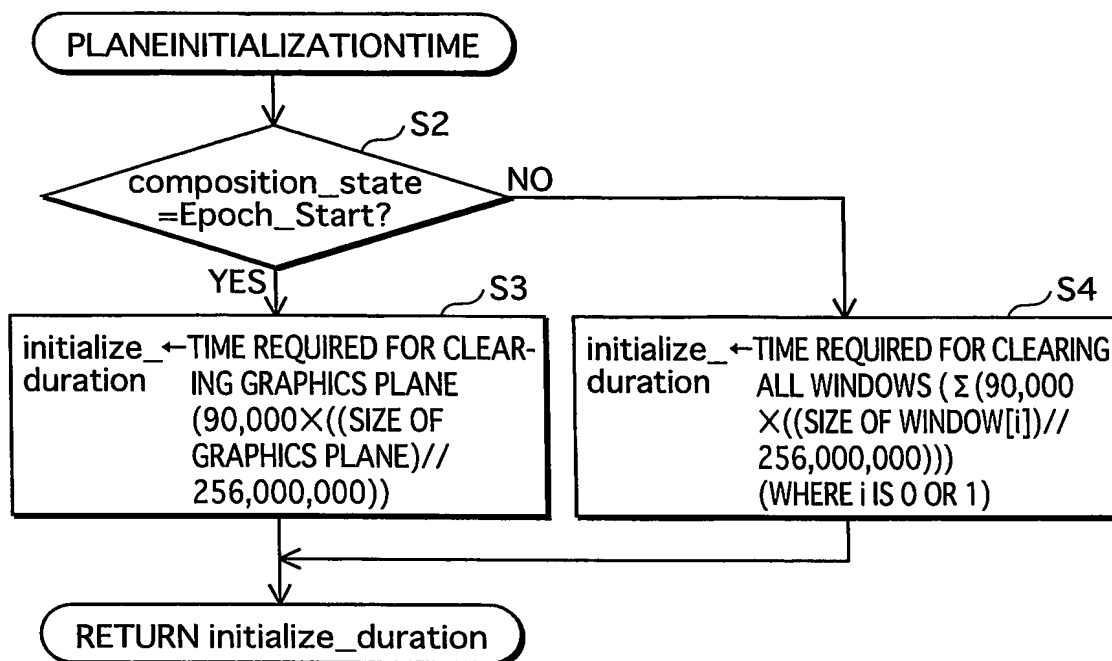 PLANEINITIALIZATIONTIME
S2
composition_state
=Epoch_Start?
NO
YES
S3
initialize_←TIME REQUIRED FOR CLEAR-
duration ING GRAPHICS PLANE
(90,000×((SIZE OF
GRAPHICS PLANE)//
256,000,000))
S4
initialize_←TIME REQUIRED FOR CLEARING
duration ALL WINDOWS (Σ(90,000
×((SIZE OF WINDOW[i])//
256,000,000)))
(WHERE i IS 0 OR 1)
RETURN initialize_duration